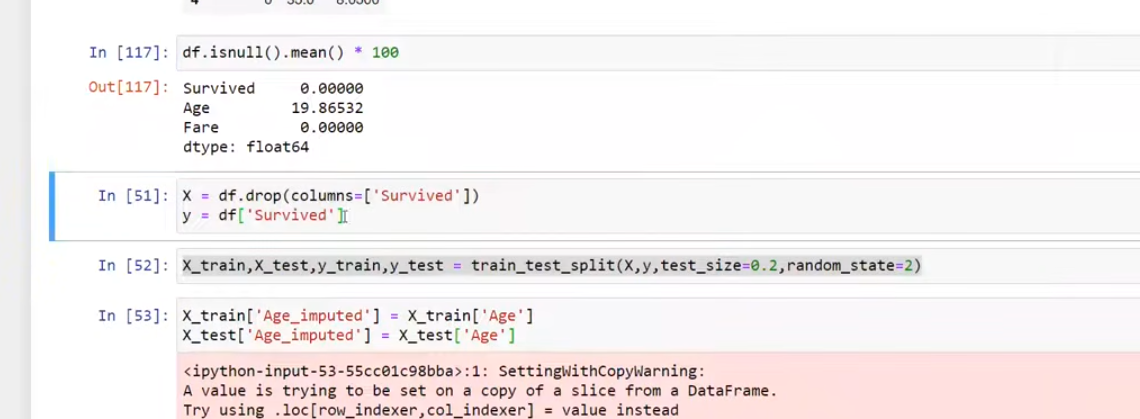 In [117]: df.isnull().mean() * 100
Out[117]: Survived 0.00000
Age 19.86532
Fare 0.00000
dtype: float64
In [51]: X = df.drop(columns=['Survived'])
y = df['Survived']
In [52]: X_train,X_test,y_train,y_test = train_test_split(X,y,test_size=0.2,random_state=2)
In [53]: X_train['Age_imputed'] = X_train['Age']
X_test['Age_imputed'] = X_test['Age']
<ipython-input-53-55cc01c98bba>:1: SettingWithCopyWarning:
A value is trying to be set on a copy of a slice from a DataFrame.
Try using .loc[row_indexer,col_indexer] = value instead